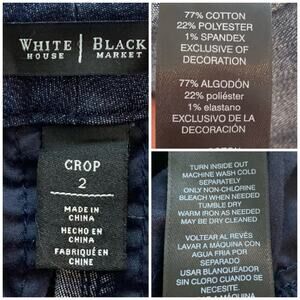 WHITE | BLACK
HOUSE | MARKET
CROP
2
MADE IN
CHINA
HECHO EN
CHINA
FABRIQUÉ EN
CHINE
77% COTTON
22% POLYESTER
1% SPANDEX
EXCLUSIVE OF
DECORATION
77% ALGODÓN
22% poliéster
1% elastano
EXCLUSIVO DE LA
DECORACIÓN
TURN INSIDE OUT
MACHINE WASH COLD
SEPARATELY
ONLY NON-CHLORINE
BLEACH WHEN NEEDED
TUMBLE DRY
WARM IRON AS NEEDED
MAY BE DRY CLEANED
VOLTEAR AL REVÉS
LAVAR A MÁQUINA CON
AGUA FRIA POR
SEPARADO
USAR BLANQUEADOR
SIN CLORO CUANDO SE
NECESITE